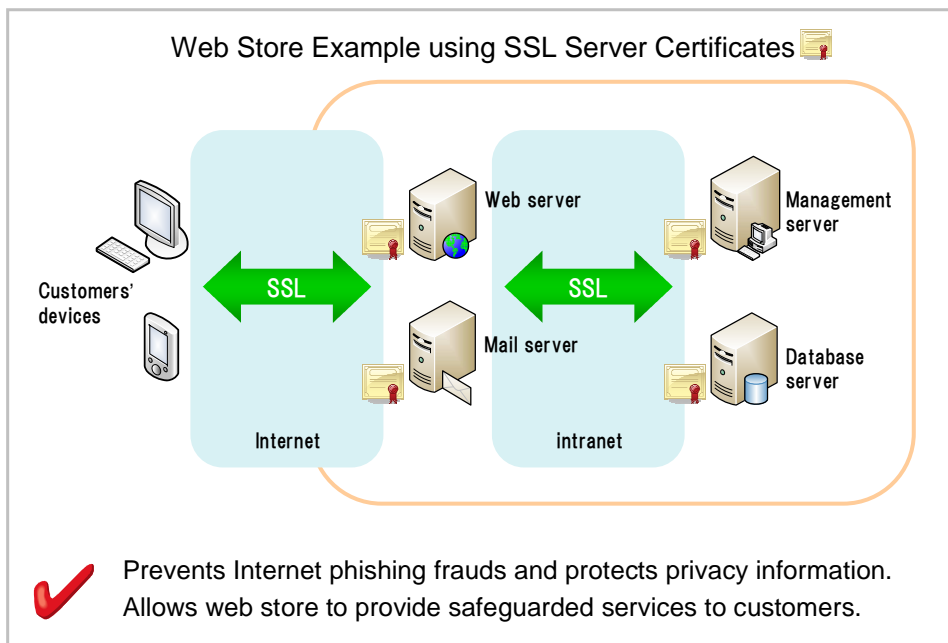 Web Store Example using SSL Server Certificates
Web server
Management
server
SSL
SSL
Customers'
devices
Mail server
Database
server
Internet
intranet
Prevents Internet phishing frauds and protects privacy information.
Allows web store to provide safeguarded services to customers.